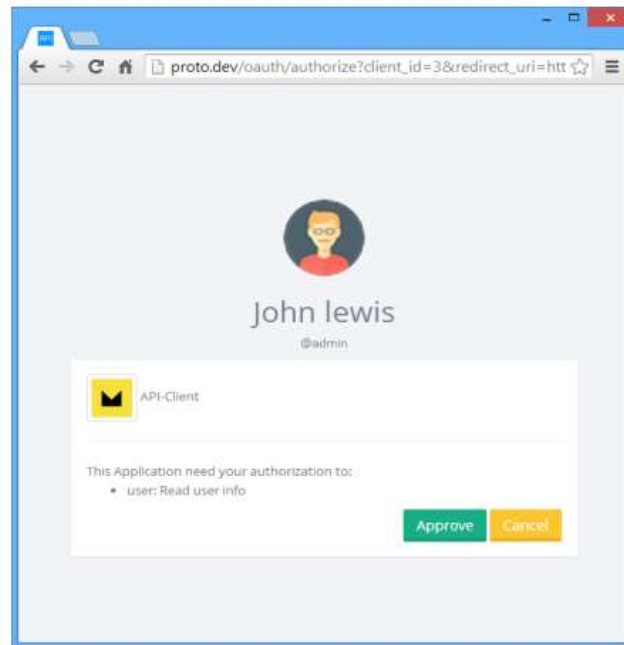 proto.dev/oauth/authorize?client_id=3&redirect_uri=htt
John lewis
@admin
API-Client
This Application need your authorization to:
user: Read user info
Approve Cancel